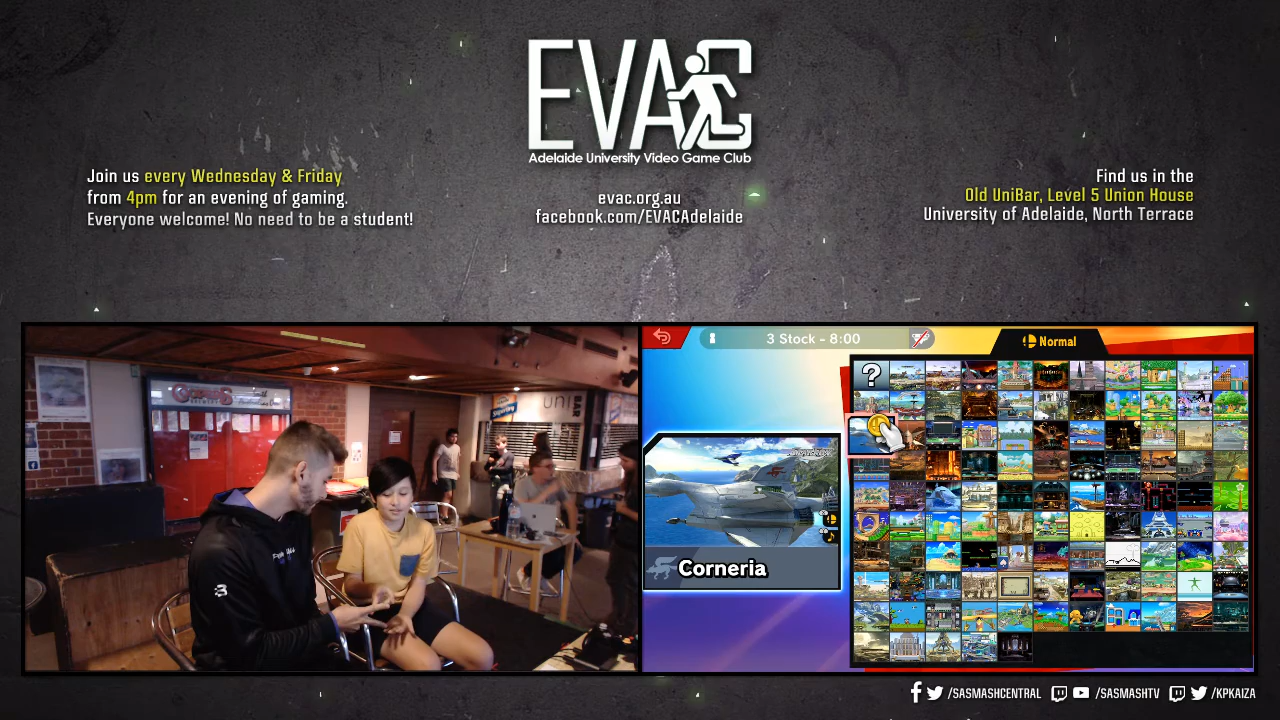 EVAC
Adelaide University Video Game Club
Join us every Wednesday & Friday
from 4pm for an evening of gaming.
Everyone welcome! No need to be a student!
evac.org.au
facebook.com/EVACAdelaide
Find us in the
Old UniBar, Level 5 Union House
University of Adelaide, North Terrace
UNI BAR
3 Stock - 8:00
Normal
?
Corneria
/SASMASHCENTRAL
/SASMASHTV
/KPKAIZA